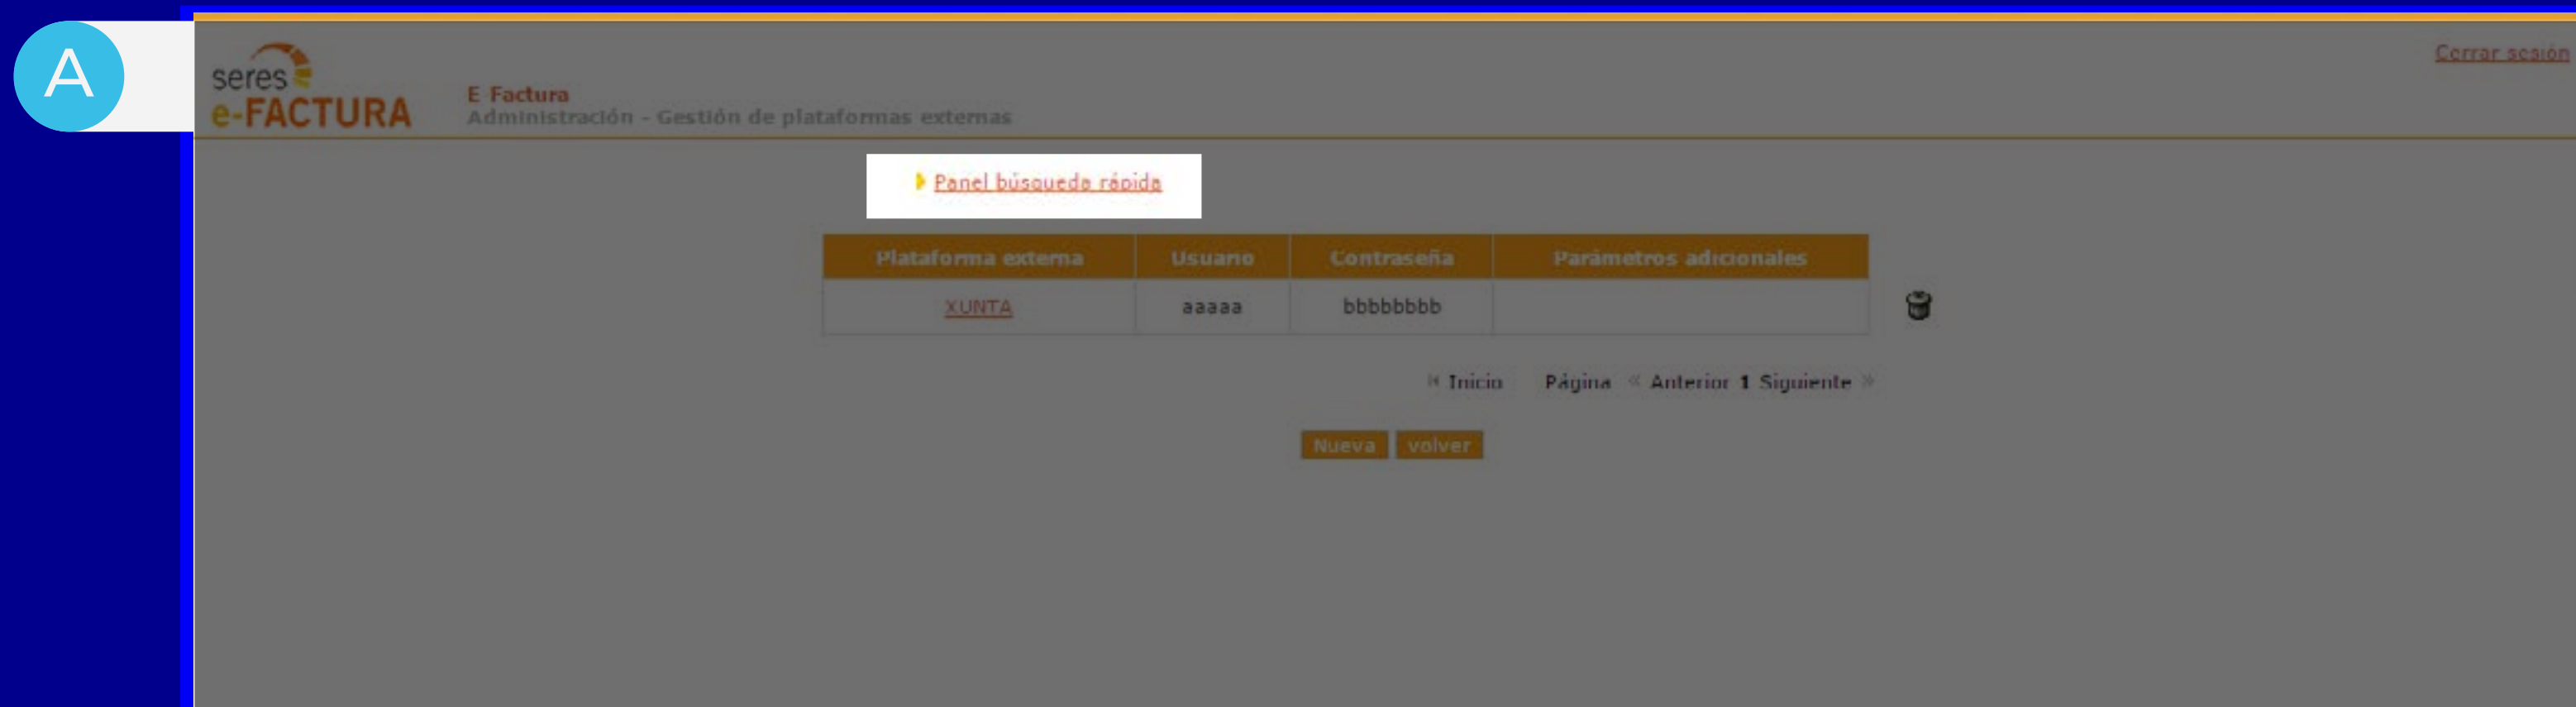 A
Cerrar sesión
seres
e-FACTURA
E Factura
Administración - Gestión de plataformas externas
Panel búsqueda rápida
Plataforma externa Usuario Contraseña Parámetros adicionales
XUNTA aaaaa bbbbbbbbb
Inicio Página « Anterior 1 Siguiente »
Nueva volver